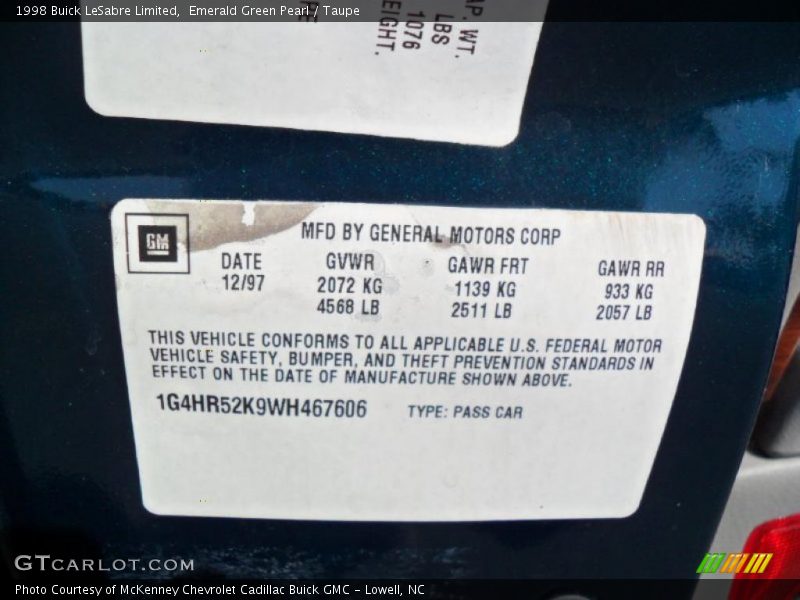 1998 Buick LeSabre Limited, Emerald Green Pearl / Taupe
AP. WT.
LBS
1076
EIGHT.
GM
MFD BY GENERAL MOTORS CORP
DATE GVWR GAWR FRT GAWR RR
12/97 2072 KG 1139 KG 933 KG
4568 LB 2511 LB 2057 LB
THIS VEHICLE CONFORMS TO ALL APPLICABLE U.S. FEDERAL MOTOR
VEHICLE SAFETY, BUMPER, AND THEFT PREVENTION STANDARDS IN
EFFECT ON THE DATE OF MANUFACTURE SHOWN ABOVE.
1G4HR52K9WH467606 TYPE: PASS CAR
GTCARLOT.COM
Photo Courtesy of McKenney Chevrolet Cadillac Buick GMC - Lowell, NC